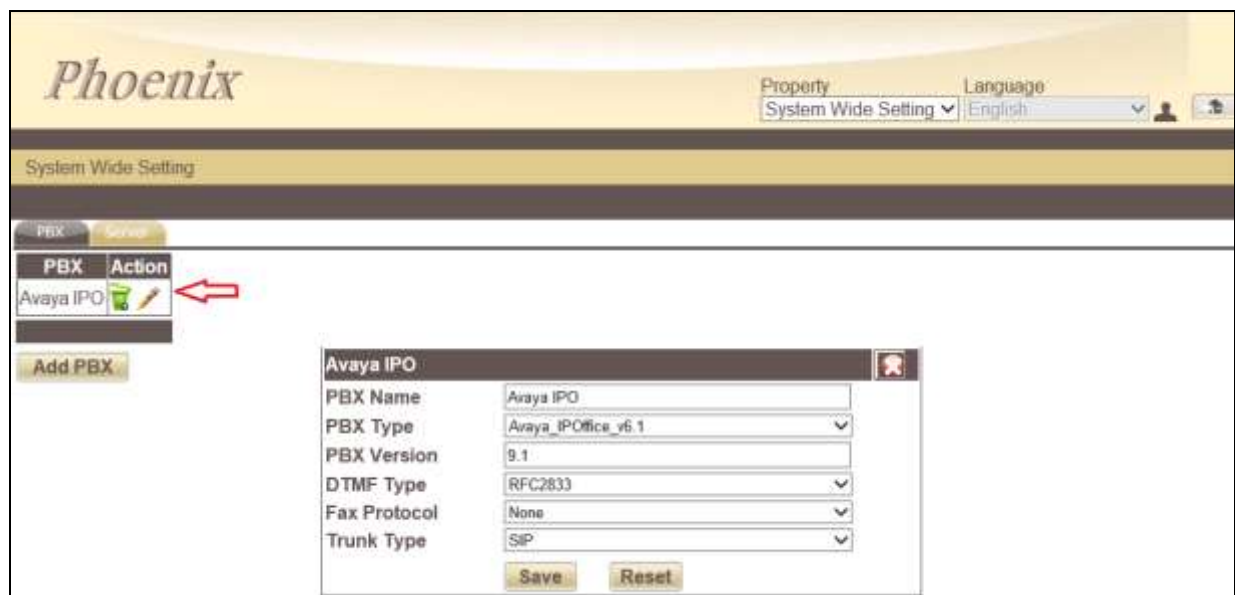 Phoenix
Property Language
System Wide Setting English
System Wide Setting
PBX Server
PBX Action
Avaya IPO
Add PBX
Avaya IPO
PBX Name Avaya IPO
PBX Type Avaya_IPOffice_v6.1
PBX Version 9.1
DTMF Type RFC2833
Fax Protocol None
Trunk Type SIP
Save Reset